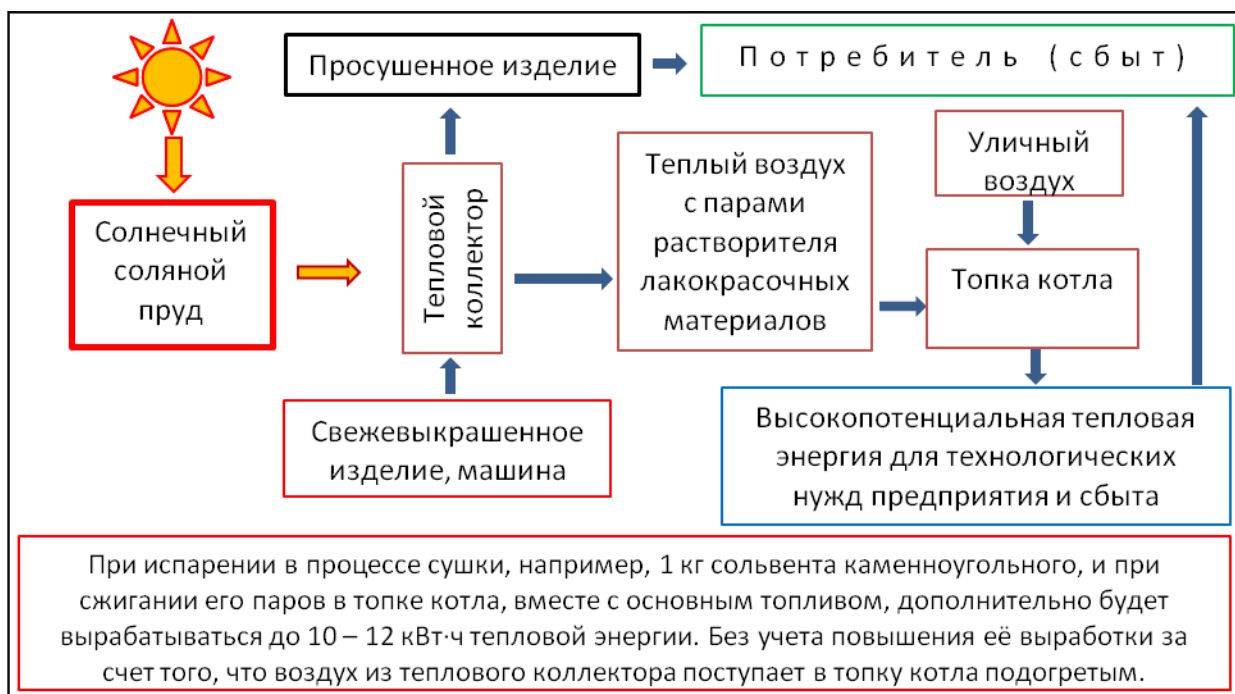 Просушенное изделие
Потребитель (сбыт)
Солнечный
соляной
пруд
Тепловой
коллектор
Теплый воздух
с парами
растворителя
лакокрасочных
материалов
Уличный
воздух
Топка котла
Свежевыкрашенное
изделие, машина
Высокопотенциальная тепловая
энергия для технологических
нужд предприятия и сбыта
При испарении в процессе сушки, например, 1 кг сольвента каменноугольного, и при
сжигании его паров в топке котла, вместе с основным топливом, дополнительно будет
вырабатываться до 10 – 12 кВт·ч тепловой энергии. Без учета повышения её выработки за
счет того, что воздух из теплового коллектора поступает в топку котла подогретым.